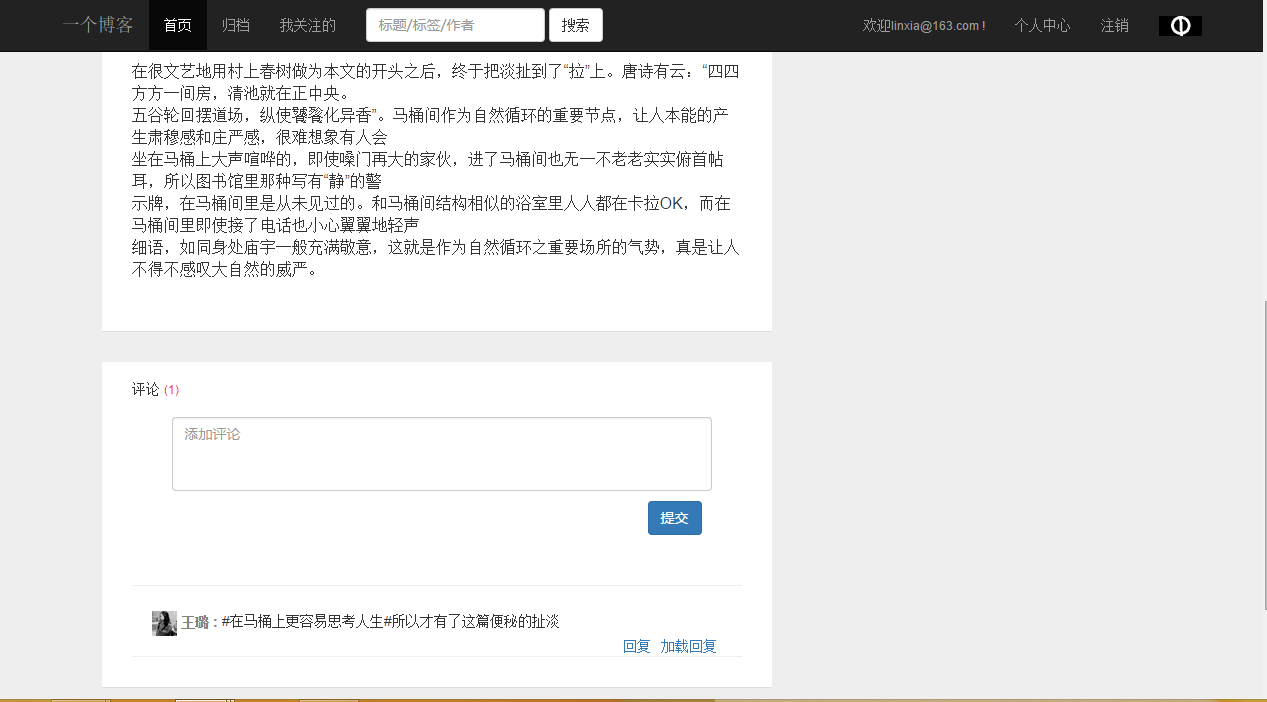 一个博客 首页 归档 我关注的 标题/标签/作者 搜索 欢迎linxia@163.com ! 个人中心 注销
在很文艺地用村上春树做为本文的开头之后，终于把淡扯到了“拉”上。唐诗有云：“四四
方方一间房，清池就在正中央。
五谷轮回摆道场，纵使饕餮化异香”。马桶间作为自然循环的重要节点，让人本能的产
生肃穆感和庄严感，很难想象有人会
坐在马桶上大声喧哗的，即使嗓门再大的家伙，进了马桶间也无一不老老实实俯首帖
耳，所以图书馆里那种写有“静”的警
示牌，在马桶间里是从未见过的。和马桶间结构相似的浴室里人人都在卡拉OK，而在
马桶间里即使接了电话也小心翼翼地轻声
细语，如同身处庙宇一般充满敬意，这就是作为自然循环之重要场所的气势，真是让人
不得不感叹大自然的威严。
评论 (1)
添加评论
提交
王璐：#在马桶上更容易思考人生#所以才有了这篇便秘的扯淡
回复 加载回复